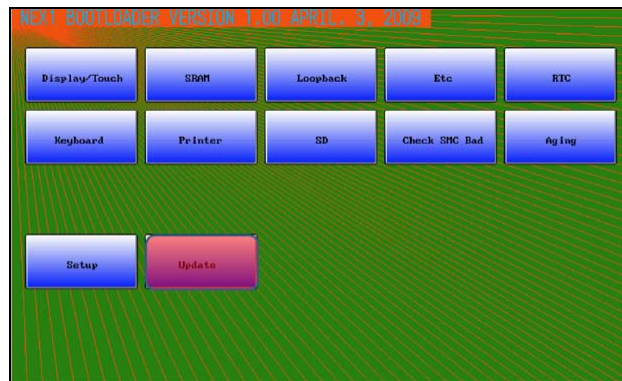 NEXT BOOTLOADER VERSION 1.00 APRIL. 3, 2009
Display/Touch SRAM Loopback Etc RTC
Keyboard Printer SD Check SMC Bad Aging
Setup Update